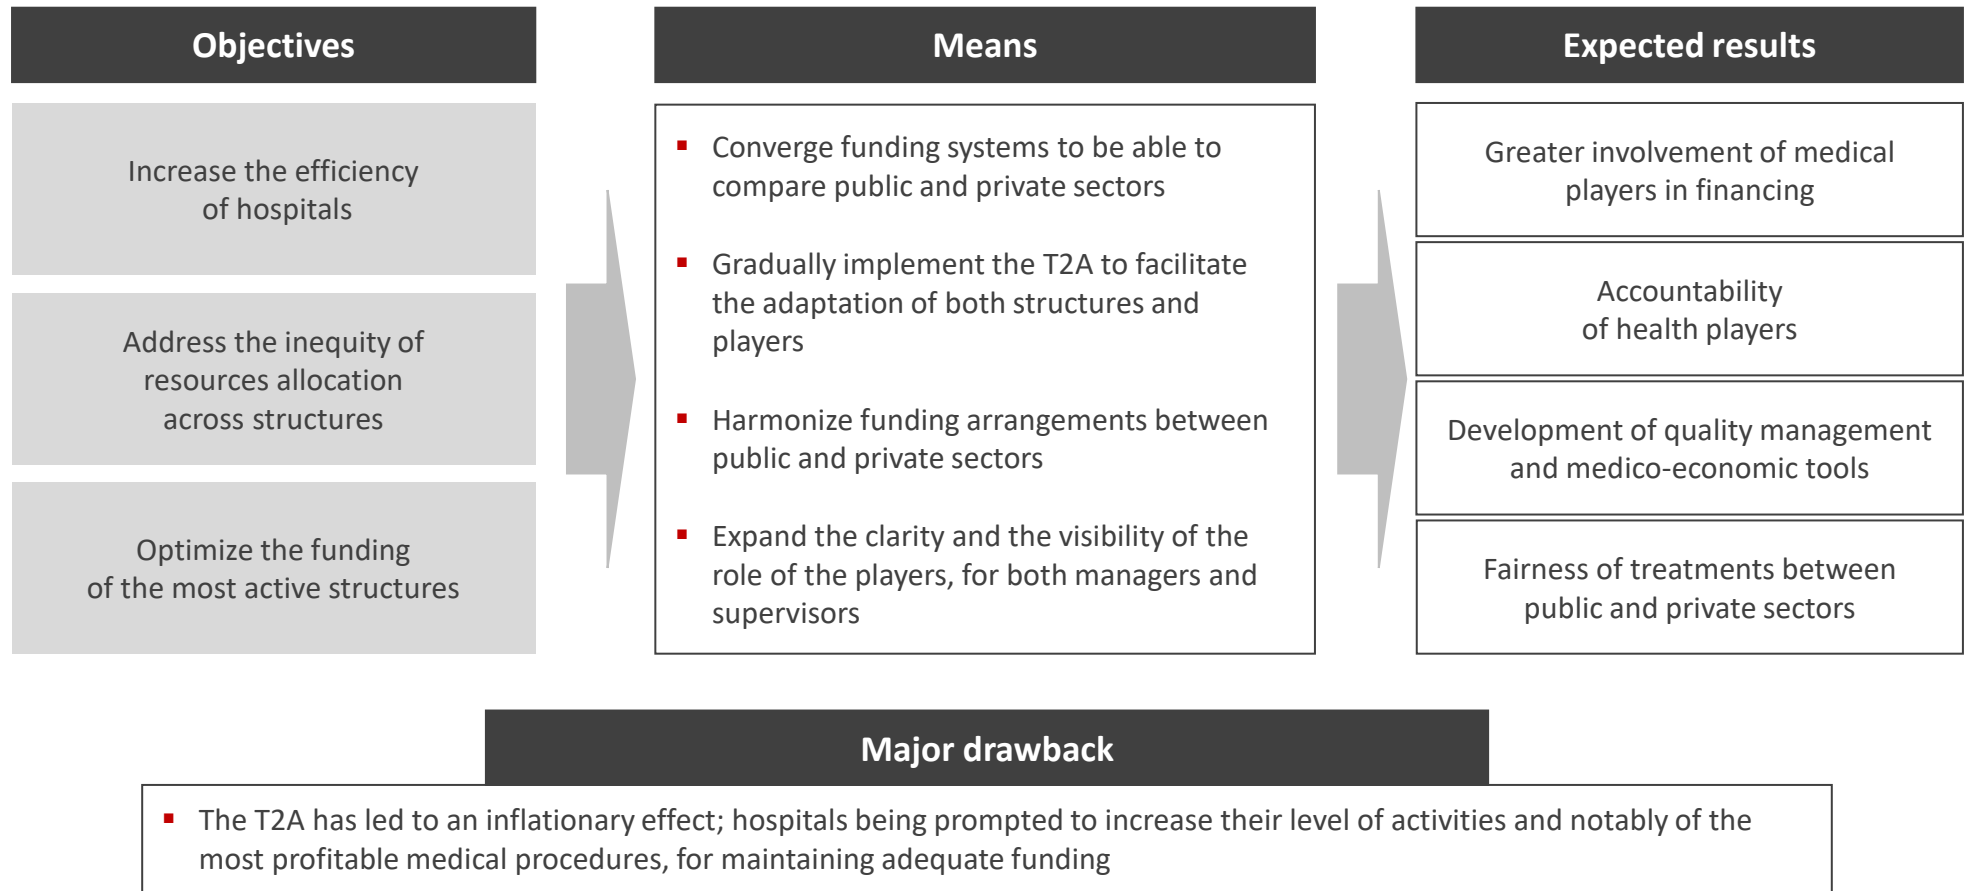 Objectives
Increase the efficiency
of hospitals
Address the inequity of
resources allocation
across structures
Optimize the funding
of the most active structures
Means
▪ Converge funding systems to be able to
compare public and private sectors
▪ Gradually implement the T2A to facilitate
the adaptation of both structures and
players
▪ Harmonize funding arrangements between
public and private sectors
▪ Expand the clarity and the visibility of the
role of the players, for both managers and
supervisors
Expected results
Greater involvement of medical
players in financing
Accountability
of health players
Development of quality management
and medico-economic tools
Fairness of treatments between
public and private sectors
Major drawback
▪ The T2A has led to an inflationary effect; hospitals being prompted to increase their level of activities and notably of the
most profitable medical procedures, for maintaining adequate funding